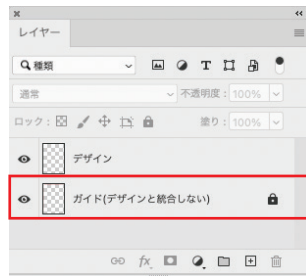 レイヤー
種類
T
通常
不透明度：100%
ロック：
塗り：100%
デザイン
ガイド(デザインと統合しない)
fx